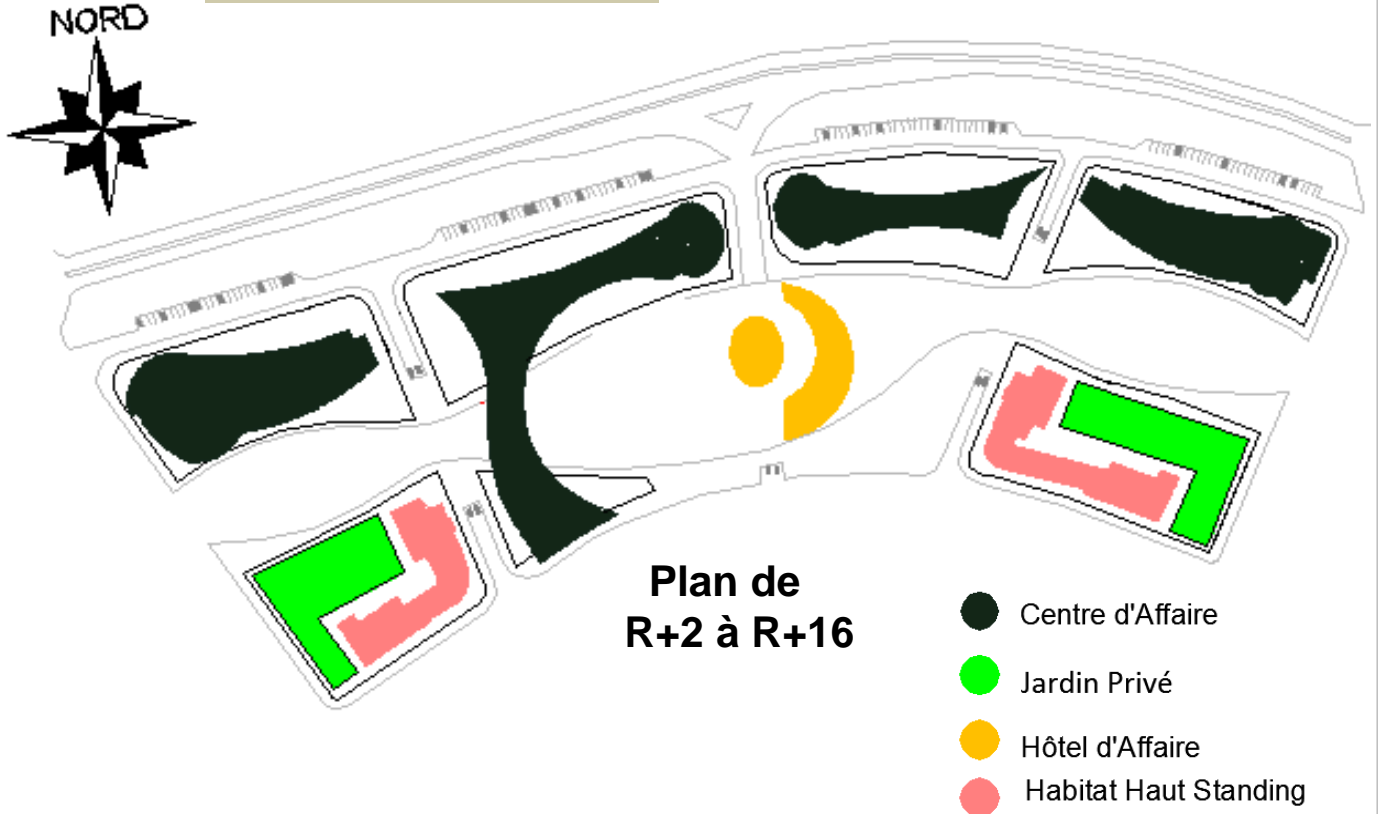 NORD
Plan de
R+2 à R+16
Centre d'Affaire
Jardin Privé
Hôtel d'Affaire
Habitat Haut Standing